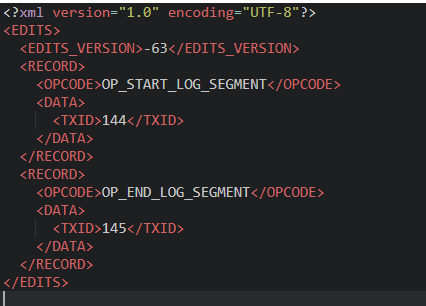 <?xml version="1.0" encoding="UTF-8"?>
<EDITS>
  <EDITS_VERSION>-63</EDITS_VERSION>
  <RECORD>
    <OPCODE>OP_START_LOG_SEGMENT</OPCODE>
    <DATA>
      <TXID>144</TXID>
    </DATA>
  </RECORD>
  <RECORD>
    <OPCODE>OP_END_LOG_SEGMENT</OPCODE>
    <DATA>
      <TXID>145</TXID>
    </DATA>
  </RECORD>
</EDITS>